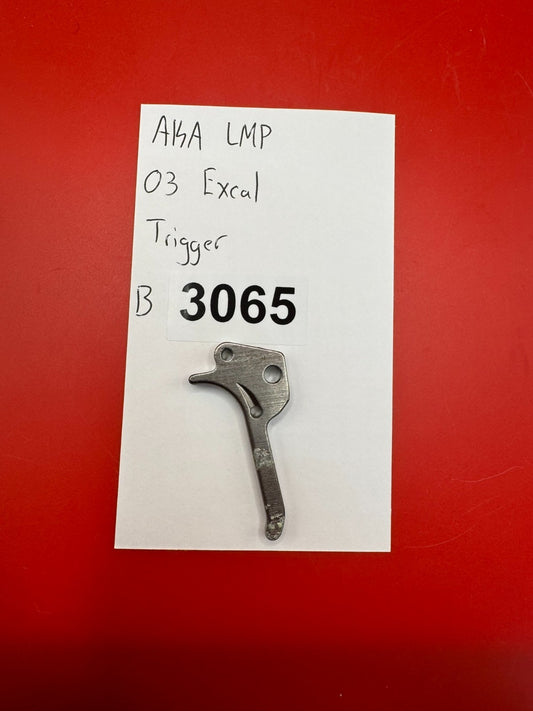 AKA LMP
03 Excal
Trigger
B 3065